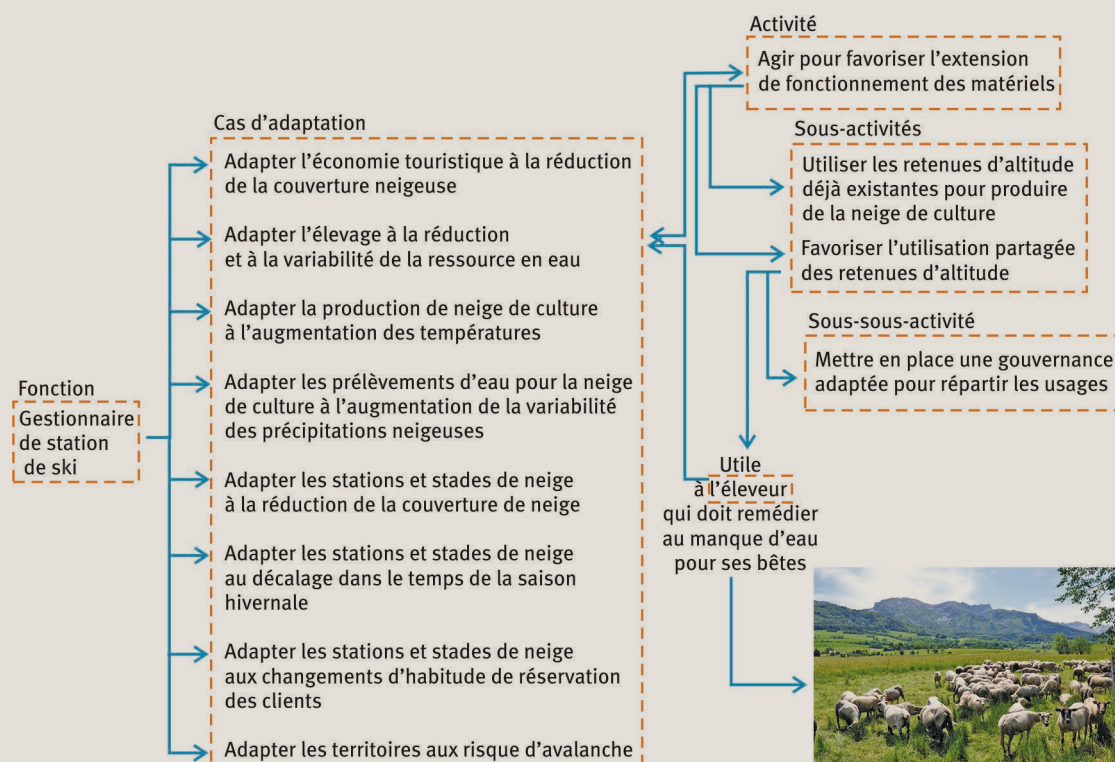 Fonction
Gestionnaire
de station
de ski
Cas d’adaptation
Adapter l’économie touristique à la réduction
de la couverture neigeuse
Adapter l’élevage à la réduction
et à la variabilité de la ressource en eau
Adapter la production de neige de culture
à l’augmentation des températures
Adapter les prélèvements d’eau pour la neige
de culture à l’augmentation de la variabilité
des précipitations neigeuses
Adapter les stations et stades de neige
à la réduction de la couverture de neige
Adapter les stations et stades de neige
au décalage dans le temps de la saison
hivernale
Adapter les stations et stades de neige
aux changements d’habitude de réservation
des clients
Adapter les territoires aux risque d’avalanche
Activité
Agir pour favoriser l’extension
de fonctionnement des matériels
Sous-activités
Utiliser les retenues d’altitude
déjà existantes pour produire
de la neige de culture
Favoriser l’utilisation partagée
des retenues d’altitude
Sous-sous-activité
Mettre en place une gouvernance
adaptée pour répartir les usages
Utile
à l’éleveur
qui doit remédier
au manque d’eau
pour ses bêtes